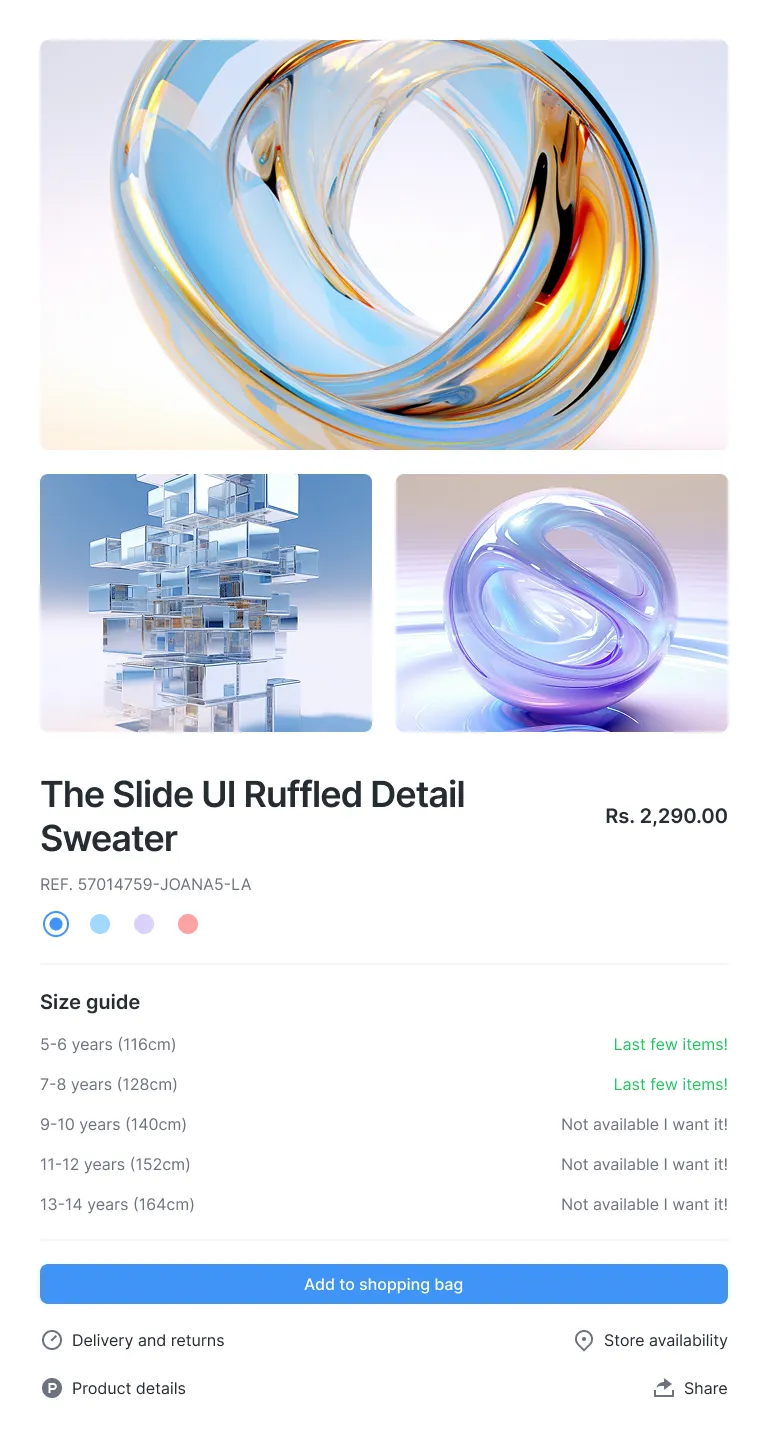 The Slide UI Ruffled Detail
Sweater
Rs. 2,290.00
REF. 57014759-JOANA5-LA
Size guide
5-6 years (116cm) Last few items!
7-8 years (128cm) Last few items!
9-10 years (140cm) Not available I want it!
11-12 years (152cm) Not available I want it!
13-14 years (164cm) Not available I want it!
Add to shopping bag
Delivery and returns Store availability
P Product details Share